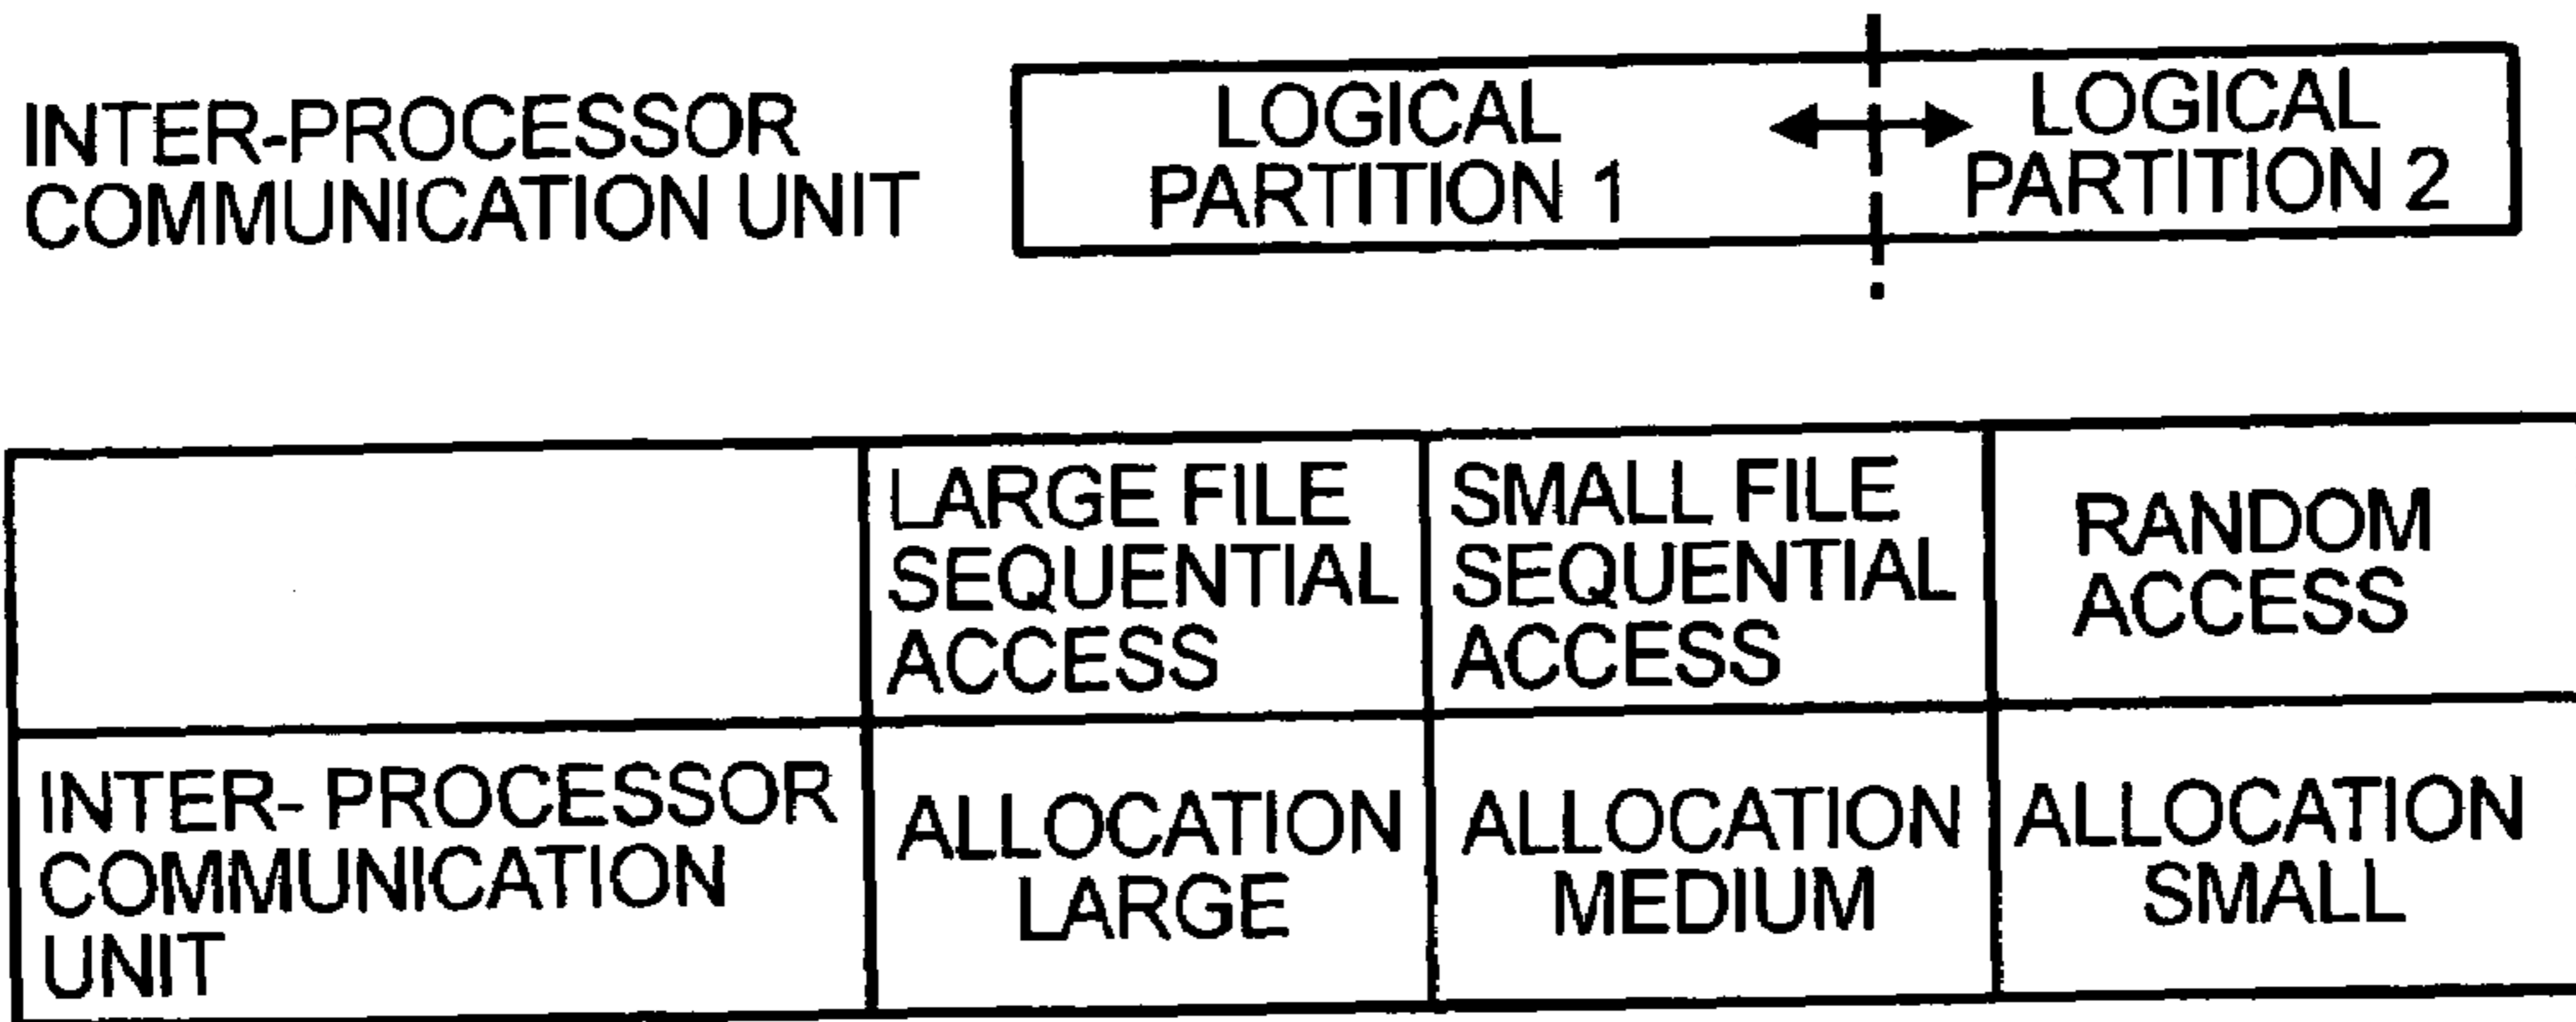 INTER-PROCESSOR
COMMUNICATION UNIT
LOGICAL
PARTITION 1
LOGICAL
PARTITION 2
LARGE FILE
SEQUENTIAL
ACCESS
SMALL FILE
SEQUENTIAL
ACCESS
RANDOM
ACCESS
INTER- PROCESSOR
COMMUNICATION
UNIT
ALLOCATION
LARGE
ALLOCATION
MEDIUM
ALLOCATION
SMALL